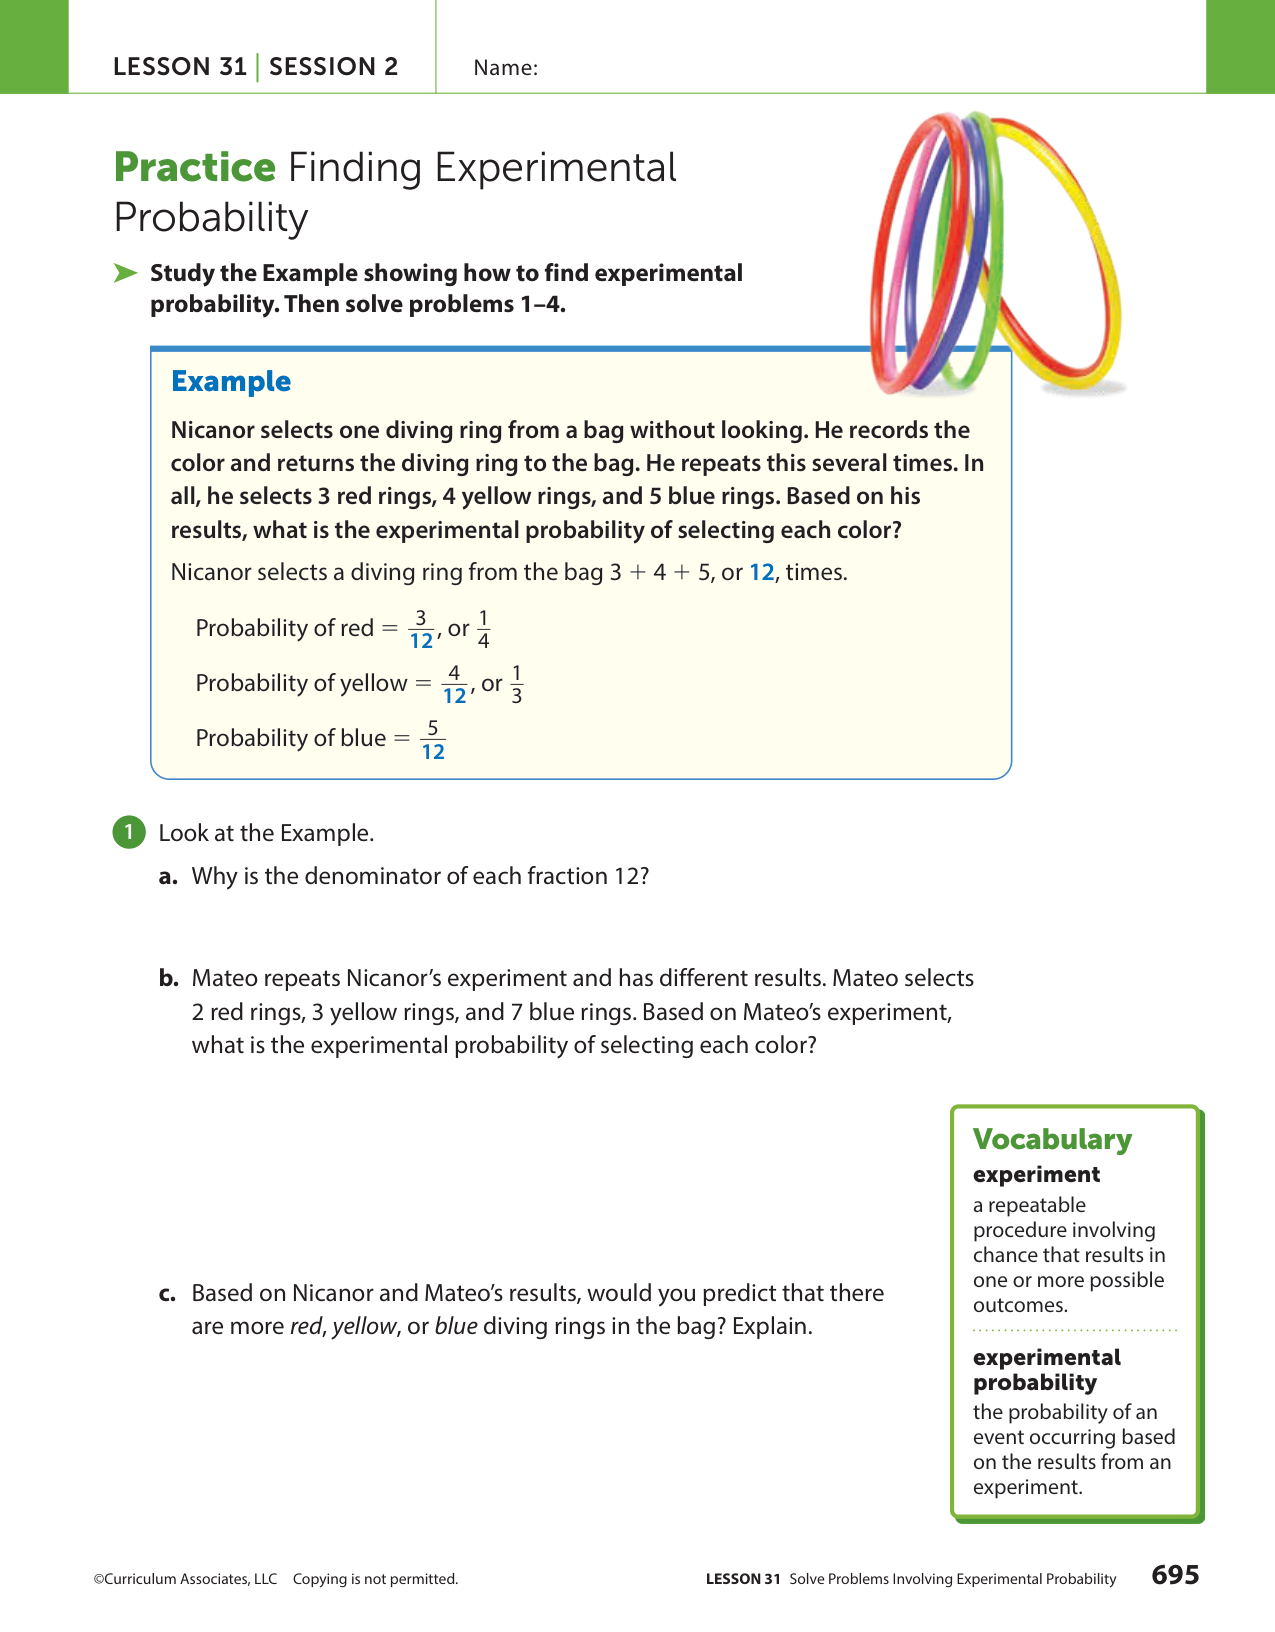 LESSON 31 | SESSION 2
Name:
Practice Finding Experimental
Probability
➤ Study the Example showing how to find experimental
probability. Then solve problems 1–4.
Example
Nicanor selects one diving ring from a bag without looking. He records the
color and returns the diving ring to the bag. He repeats this several times. In
all, he selects 3 red rings, 4 yellow rings, and 5 blue rings. Based on his
results, what is the experimental probability of selecting each color?
Nicanor selects a diving ring from the bag 3 + 4 + 5, or 12, times.
Probability of red = 3/12, or 1/4
Probability of yellow = 4/12, or 1/3
Probability of blue = 5/12
1 Look at the Example.
a. Why is the denominator of each fraction 12?
b. Mateo repeats Nicanor’s experiment and has different results. Mateo selects
2 red rings, 3 yellow rings, and 7 blue rings. Based on Mateo’s experiment,
what is the experimental probability of selecting each color?
c. Based on Nicanor and Mateo’s results, would you predict that there
are more red, yellow, or blue diving rings in the bag? Explain.
Vocabulary
experiment
a repeatable
procedure involving
chance that results in
one or more possible
outcomes.
experimental
probability
the probability of an
event occurring based
on the results from an
experiment.
©Curriculum Associates, LLC Copying is not permitted.
LESSON 31 Solve Problems Involving Experimental Probability 695